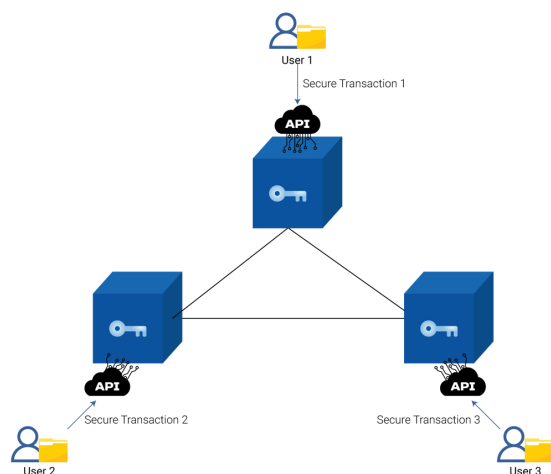 User 1
Secure Transaction 1
API
API
API
Secure Transaction 2
Secure Transaction 3
User 2
User 3